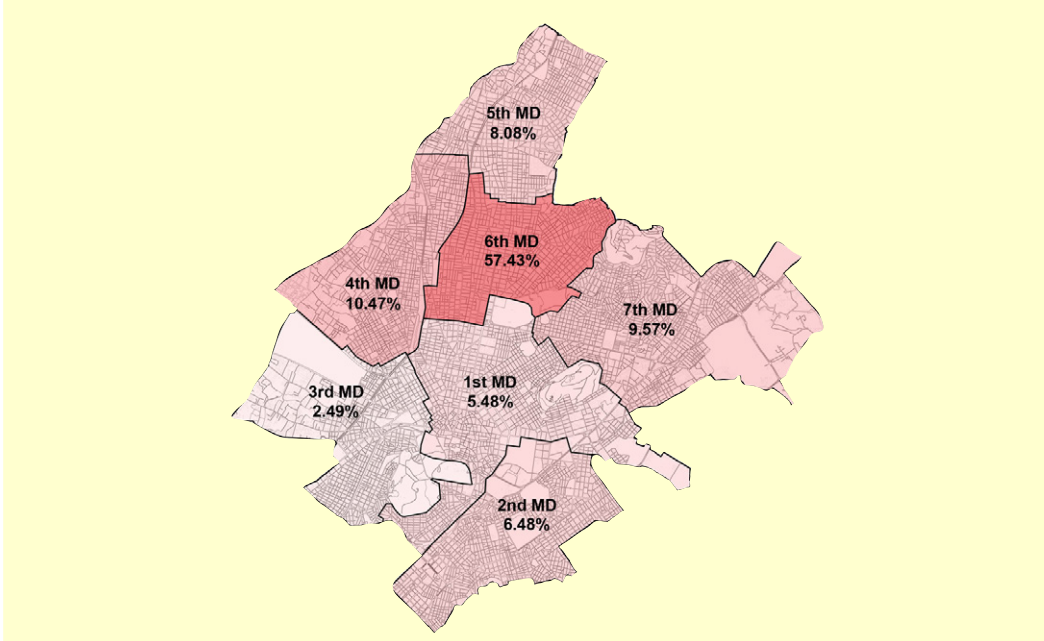 5th MD
8.08%
6th MD
57.43%
4th MD
10.47%
7th MD
9.57%
1st MD
5.48%
3rd MD
2.49%
2nd MD
6.48%